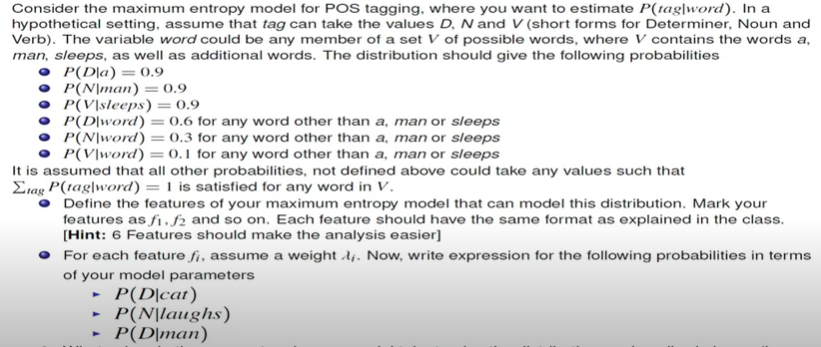 Consider the maximum entropy model for POS tagging, where you want to estimate P(tag|word). In a
hypothetical setting, assume that tag can take the values D, N and V (short forms for Determiner, Noun and
Verb). The variable word could be any member of a set V of possible words, where V contains the words a,
man, sleeps, as well as additional words. The distribution should give the following probabilities
● P(D|a) = 0.9
● P(N|man) = 0.9
● P(V|sleeps) = 0.9
● P(D|word) = 0.6 for any word other than a, man or sleeps
● P(N|word) = 0.3 for any word other than a, man or sleeps
● P(V|word) = 0.1 for any word other than a, man or sleeps
It is assumed that all other probabilities, not defined above could take any values such that
Σtag P(tag|word) = 1 is satisfied for any word in V.
● Define the features of your maximum entropy model that can model this distribution. Mark your
features as f1, f2 and so on. Each feature should have the same format as explained in the class.
[Hint: 6 Features should make the analysis easier]
● For each feature fi, assume a weight λi. Now, write expression for the following probabilities in terms
of your model parameters
► P(D|cat)
► P(N|laughs)
► P(D|man)